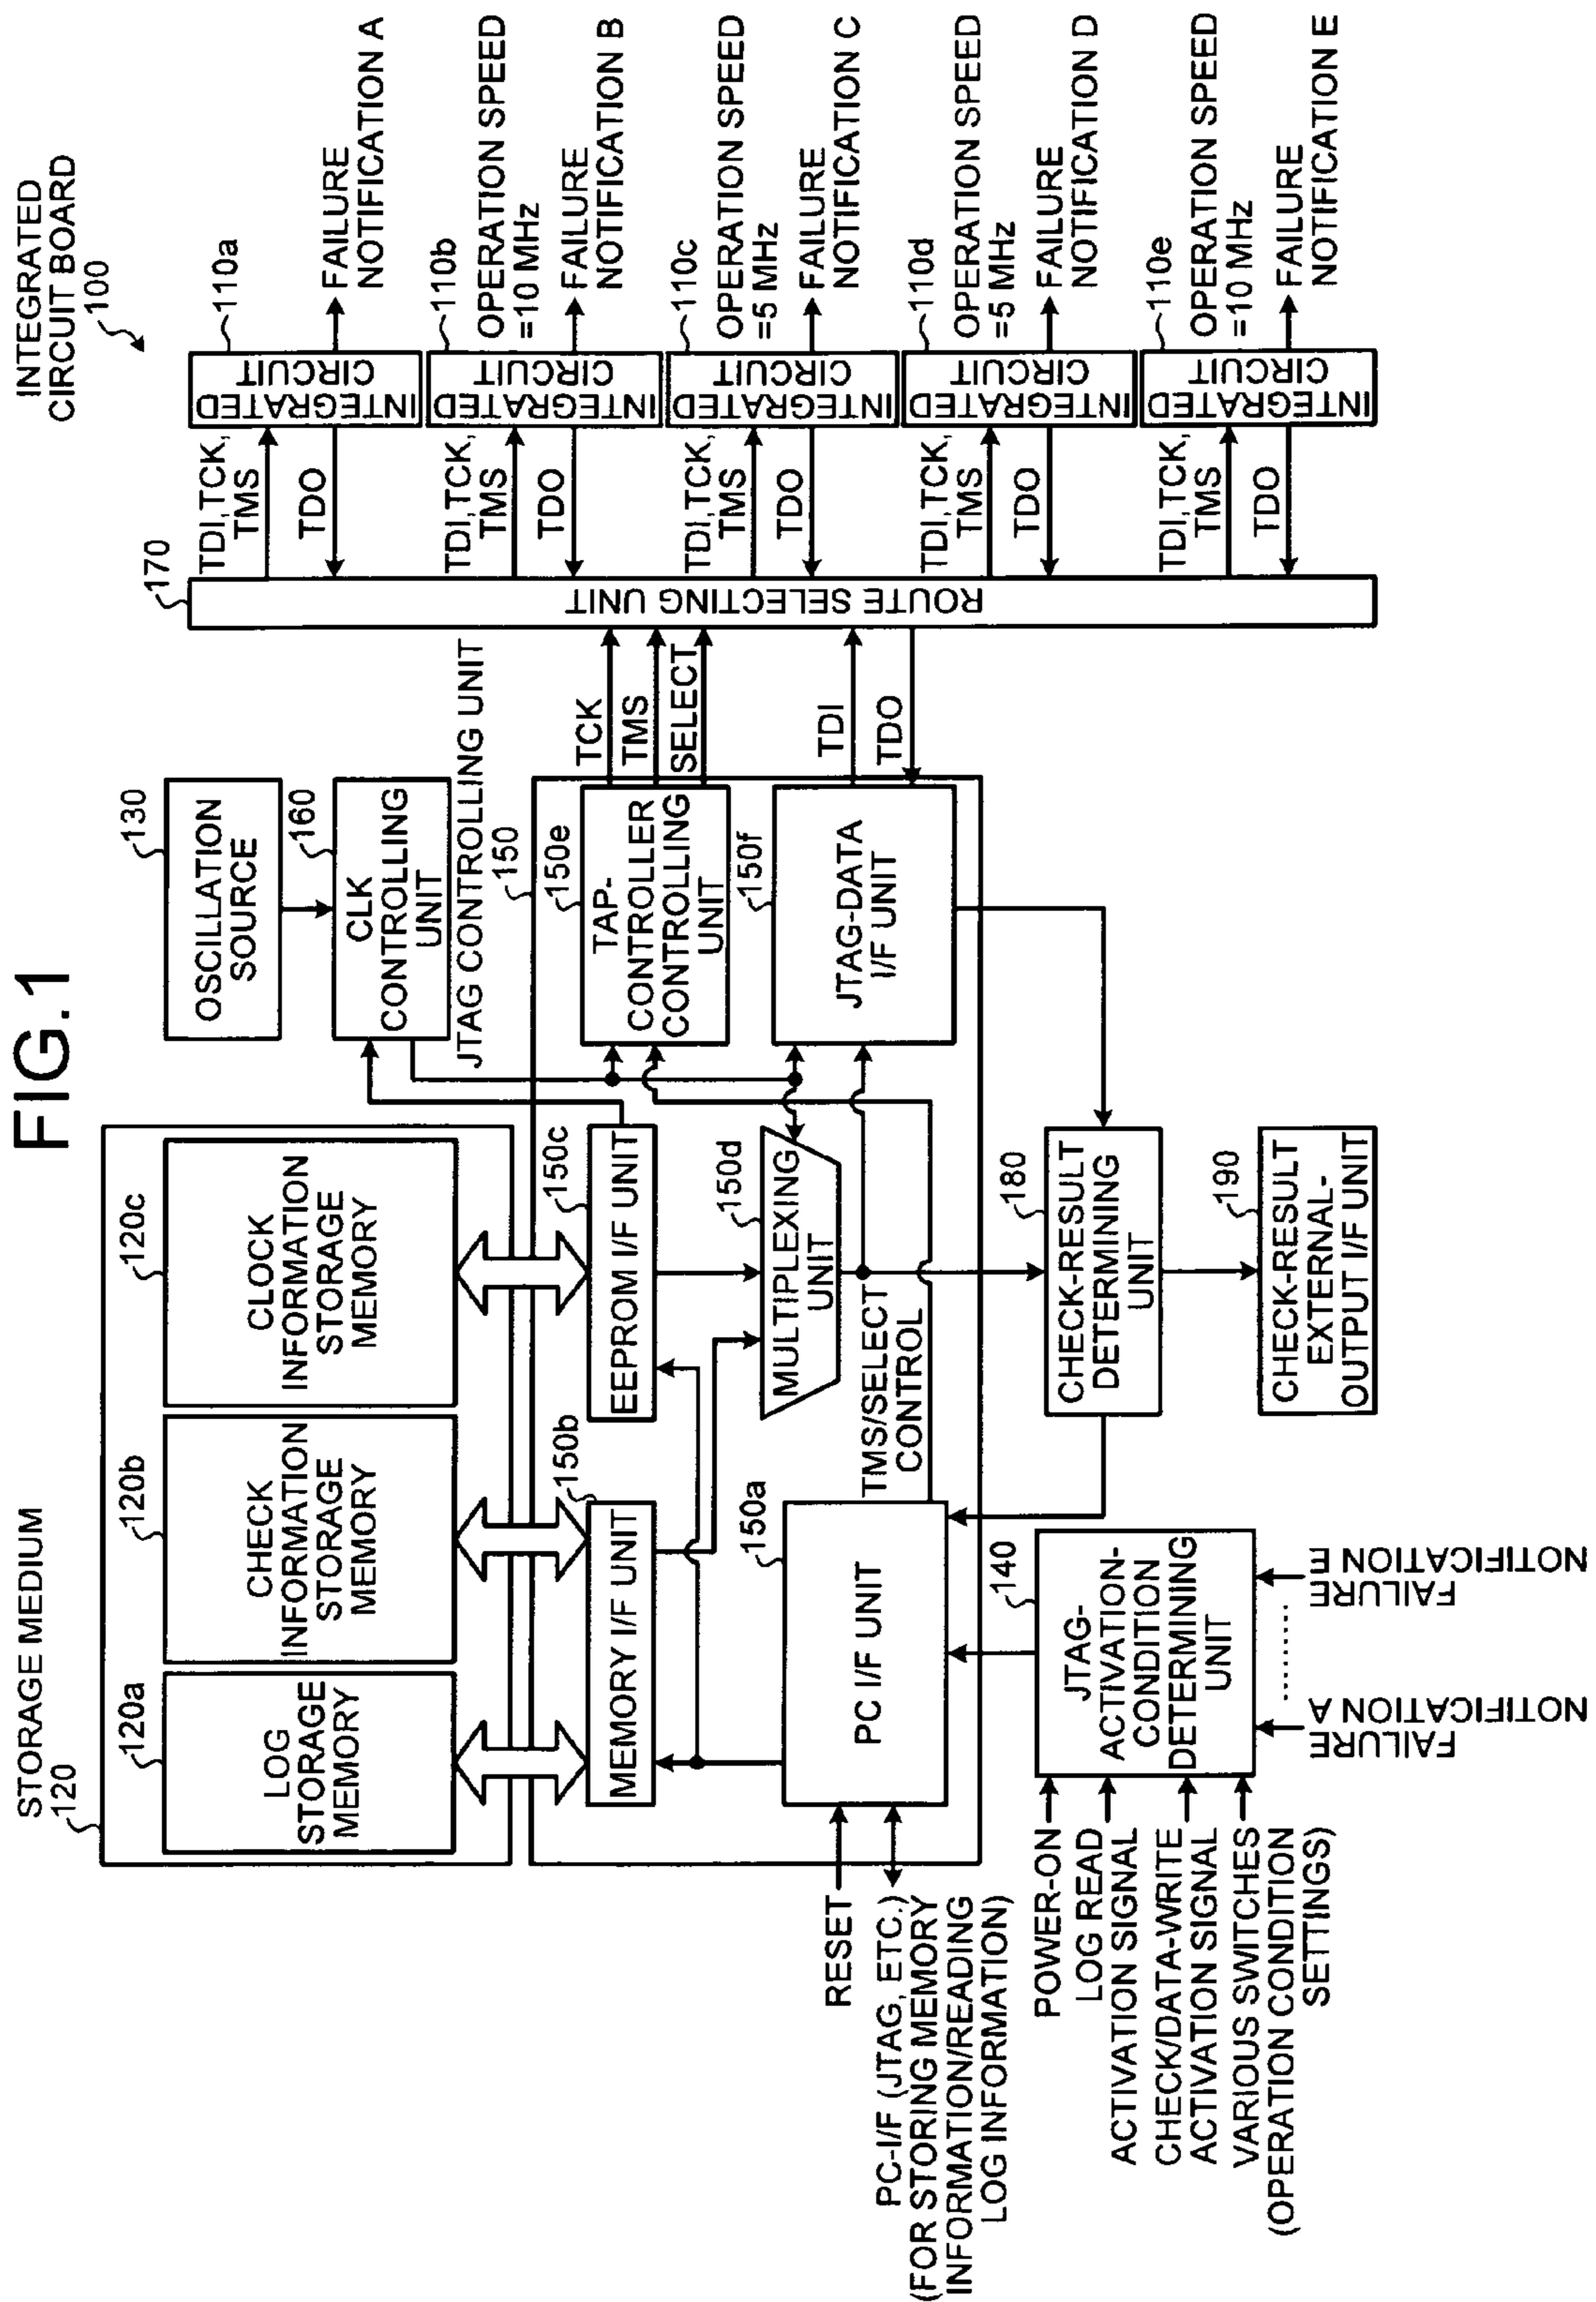 FIG.1
INTEGRATED
CIRCUIT BOARD
100
STORAGE MEDIUM
120
120a
LOG
STORAGE
MEMORY
120b
CHECK
INFORMATION
STORAGE
MEMORY
120c
CLOCK
INFORMATION
STORAGE
MEMORY
130
OSCILLATION
SOURCE
160
CLK
CONTROLLING
UNIT
JTAG CONTROLLING UNIT
150
150b
MEMORY I/F UNIT
150c
EEPROM I/F UNIT
150d
MULTIPLEXING
UNIT
150e
TAP-
CONTROLLER
CONTROLLING
UNIT
150f
JTAG-DATA
I/F UNIT
150a
PC I/F UNIT
TMS/SELECT
CONTROL
TCK
TMS
SELECT
TDI
TDO
170
ROUTE SELECTING UNIT
TDI,TCK,
TMS
TDO
INTEGRATED
CIRCUIT
110a
FAILURE
NOTIFICATION A
TDI,TCK,
TMS
TDO
INTEGRATED
CIRCUIT
110b
OPERATION SPEED
=10 MHz
FAILURE
NOTIFICATION B
TDI,TCK,
TMS
TDO
INTEGRATED
CIRCUIT
110c
OPERATION SPEED
=5 MHz
FAILURE
NOTIFICATION C
TDI,TCK,
TMS
TDO
INTEGRATED
CIRCUIT
110d
OPERATION SPEED
=5 MHz
FAILURE
NOTIFICATION D
TDI,TCK,
TMS
TDO
INTEGRATED
CIRCUIT
110e
OPERATION SPEED
=10 MHz
FAILURE
NOTIFICATION E
RESET
PC-I/F (JTAG, ETC.)
(FOR STORING MEMORY
INFORMATION/READING
LOG INFORMATION)
140
JTAG-
ACTIVATION-
CONDITION
DETERMINING
UNIT
POWER-ON
LOG READ
ACTIVATION SIGNAL
CHECK/DATA-WRITE
ACTIVATION SIGNAL
VARIOUS SWITCHES
(OPERATION CONDITION
SETTINGS)
FAILURE
NOTIFICATION A
FAILURE
NOTIFICATION E
180
CHECK-RESULT
DETERMINING
UNIT
190
CHECK-RESULT
EXTERNAL-
OUTPUT I/F UNIT